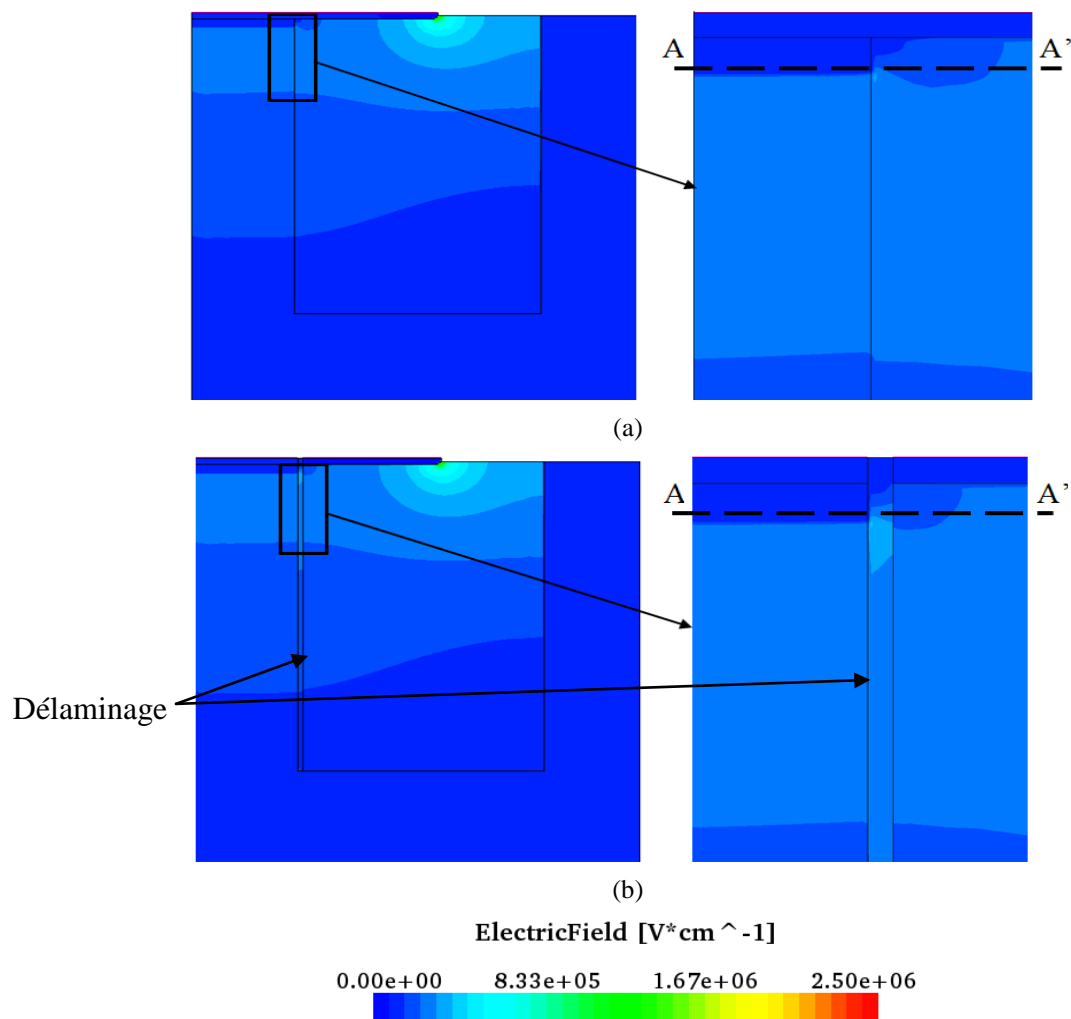 A A’
(a)
A A’
Délaminage
(b)
ElectricField [V*cm ^ -1]
0.00e+00 8.33e+05 1.67e+06 2.50e+06